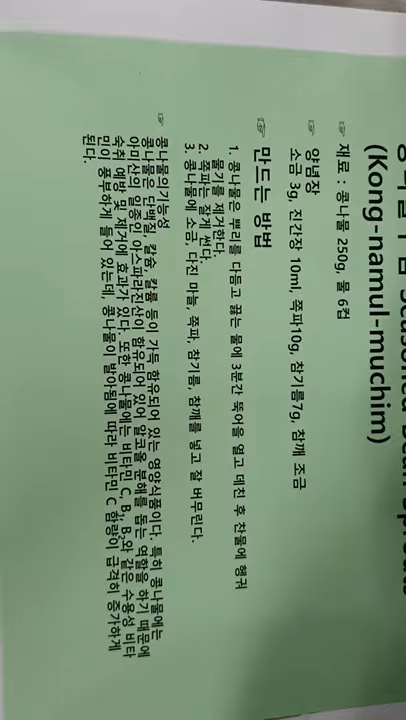 Seasoned Bean Sprouts
(Kong-namul-muchim)
☞ 재료 : 콩나물 250g, 물 6컵
☞ 양념장
소금 3g, 진간장 10ml, 쪽파10g, 참기름7g, 참깨 조금
☞ 만드는 방법
1. 콩나물은 뿌리를 다듬고 끓는 물에 3분간 뚜어을 열고 데친 후 찬물에 헹궈
물기를 제거한다.
2. 쪽파는 잘게 썬다.
3. 콩나물에 소금, 다진 마늘, 쪽파, 참기름, 참깨를 넣고 잘 버무린다.
☞ 콩나물의기능성
콩나물은 단백질, 칼슘, 칼륨 등이 가득 함유되어 있는 영양식품이다. 특히 콩나물에는
아미산의 일종인 아스파라진산이 함유되어 있어 알코올 분해를 돕는 역할을 하기 때문에
숙취 예방 및 제거에 효과가 있다. 또한 콩나물에는 비타민 C, B₁, B₂와 같은 수용성 비타
민이 풍부하게 들어 있는데, 콩나물이 발아됨에 따라 비타민 C 함량이 급격히 증가하게
된다.